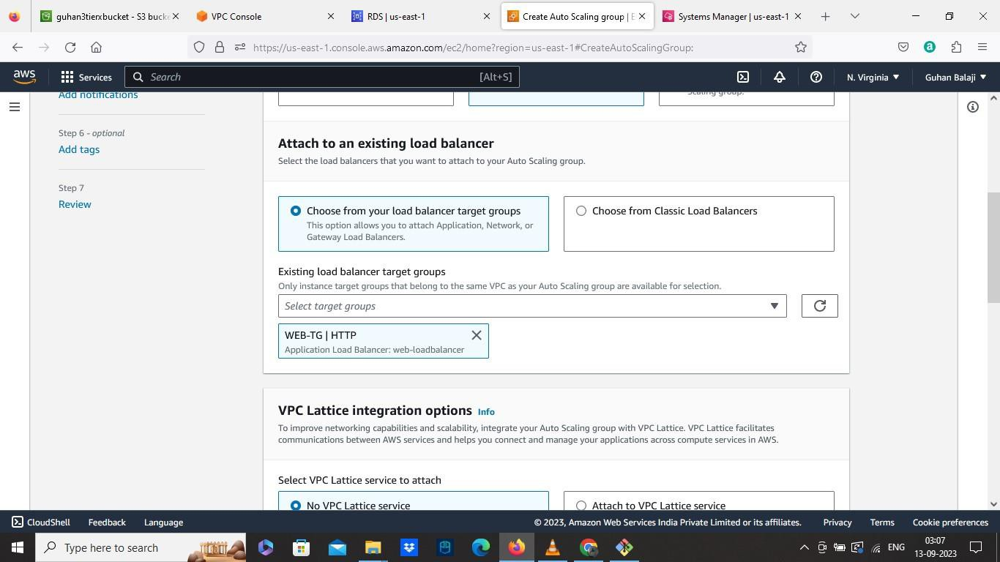 guhan3tierxbucket - S3 bucke
VPC Console
RDS | us-east-1
Create Auto Scaling group | E
Systems Manager | us-east-1
https://us-east-1.console.aws.amazon.com/ec2/home?region=us-east-1#CreateAutoScalingGroup:
aws
Services
Search
[Alt+S]
N. Virginia
Guhan Balaji
Add notifications
Scaling group.
Step 6 - optional
Add tags
Step 7
Review
Attach to an existing load balancer
Select the load balancers that you want to attach to your Auto Scaling group.
Choose from your load balancer target groups
This option allows you to attach Application, Network, or
Gateway Load Balancers.
Choose from Classic Load Balancers
Existing load balancer target groups
Only instance target groups that belong to the same VPC as your Auto Scaling group are available for selection.
Select target groups
WEB-TG | HTTP
Application Load Balancer: web-loadbalancer
VPC Lattice integration options Info
To improve networking capabilities and scalability, integrate your Auto Scaling group with VPC Lattice. VPC Lattice facilitates
communications between AWS services and helps you connect and manage your applications across compute services in AWS.
Select VPC Lattice service to attach
No VPC Lattice service
Attach to VPC Lattice service
CloudShell
Feedback
Language
© 2023, Amazon Web Services India Private Limited or its affiliates.
Privacy
Terms
Cookie preferences
Type here to search
ENG
03:07
13-09-2023